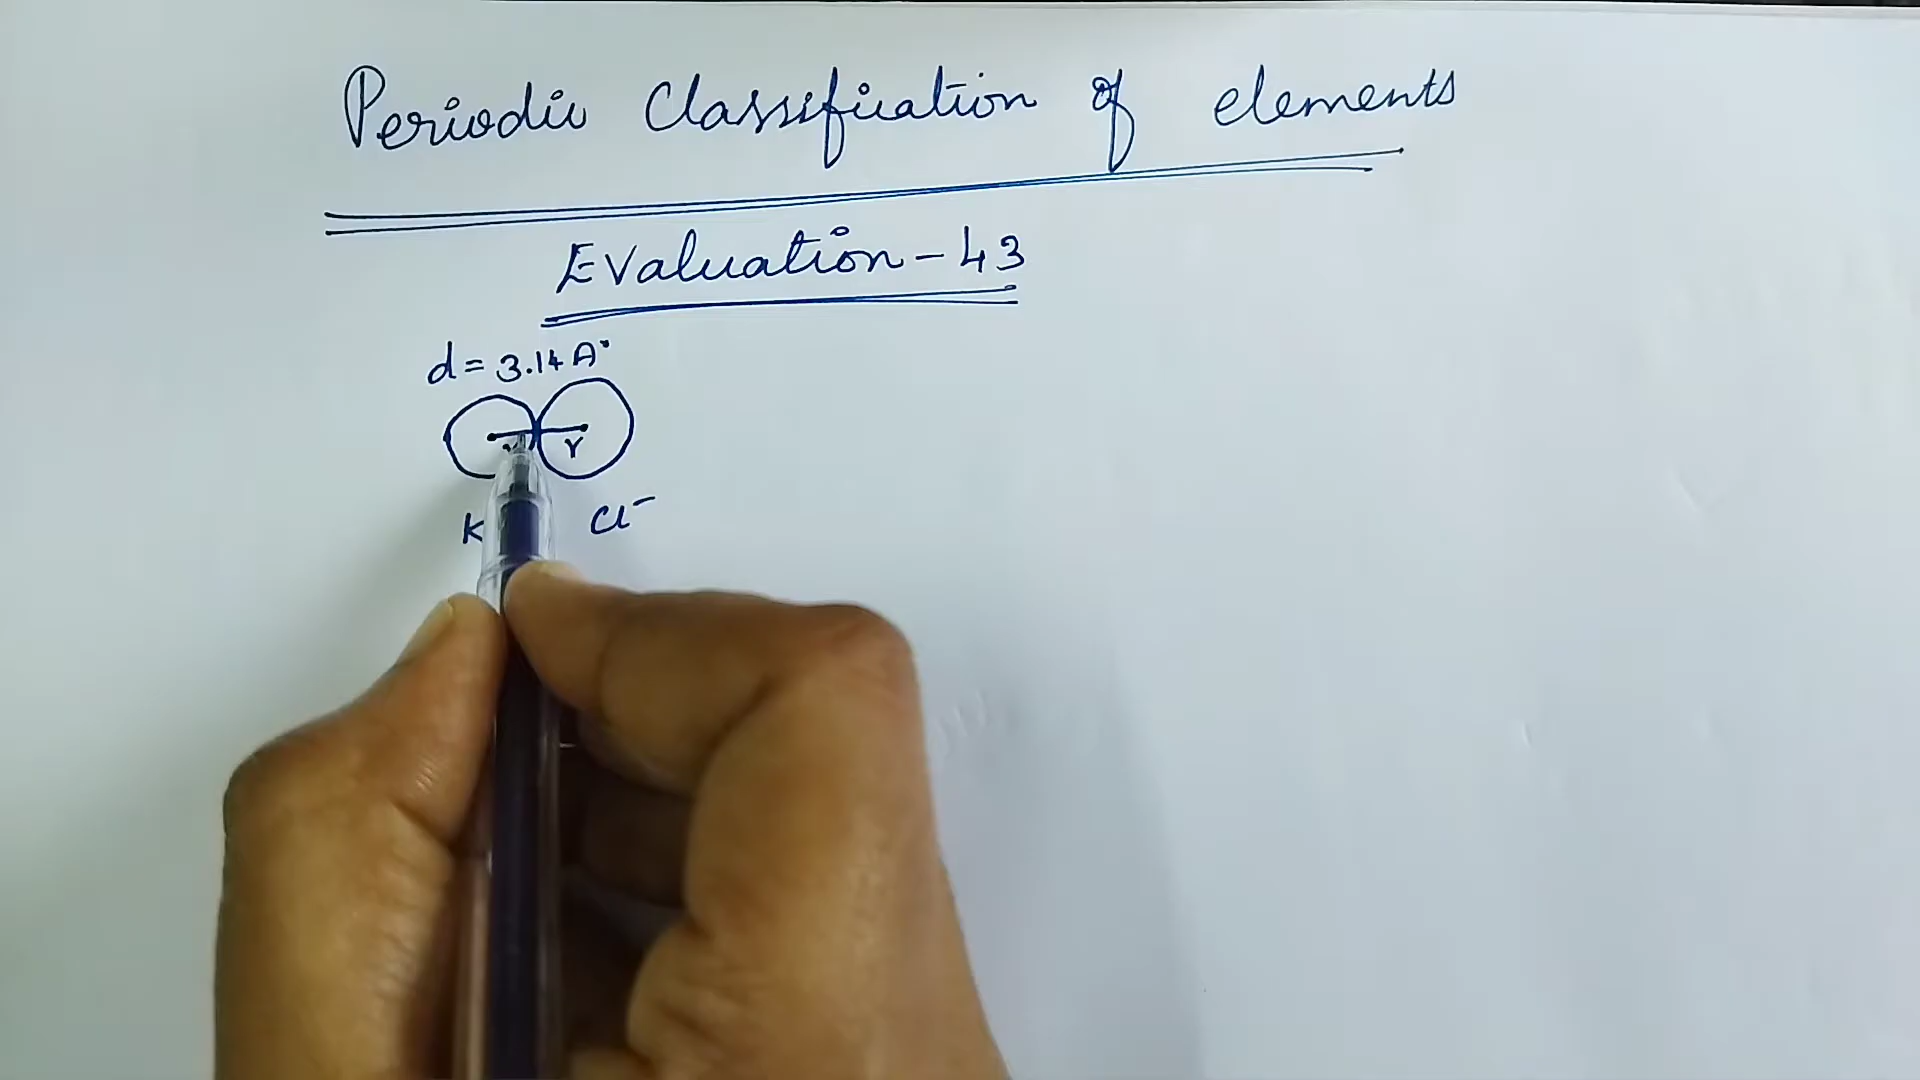 Periodic Classification of elements
Evaluation - 43
d = 3.14 A°
r
K Cl⁻